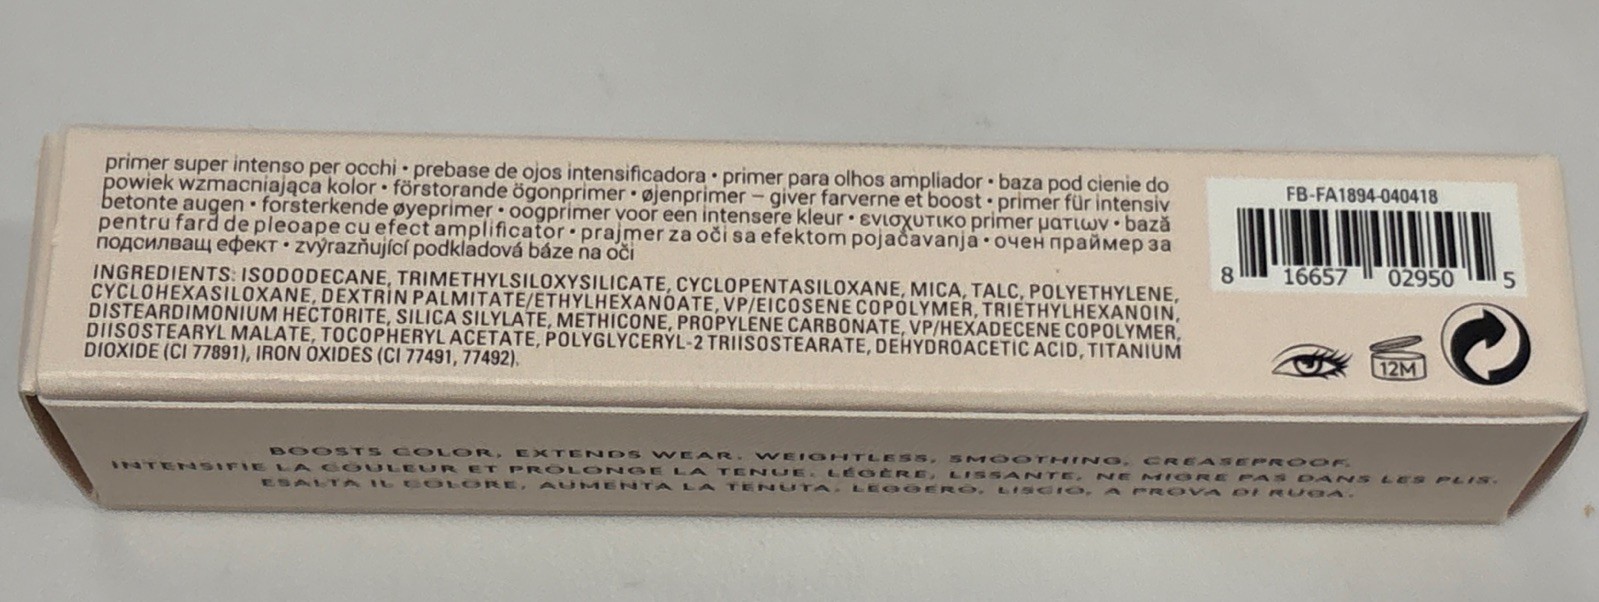 primer super intenso per occhi • prebase de ojos intensificadora • primer para olhos ampliador • baza pod cienie do
powiek wzmacniająca kolor • förstorande ögonprimer • øjenprimer – giver farverne et boost • primer für intensiv
betonte augen • forsterkende øyeprimer • oogprimer voor een intensere kleur • ενισχυτικο primer ματιων • bază
pentru fard de pleoape cu efect amplificator • prajmer za oči sa efektom pojačavanja • очен праймер за
подсилващ ефект • zvýrazňující podkladová báze na oči
INGREDIENTS: ISODODECANE, TRIMETHYLSILOXYSILICATE, CYCLOPENTASILOXANE, MICA, TALC, POLYETHYLENE,
CYCLOHEXASILOXANE, DEXTRIN PALMITATE/ETHYLHEXANOATE, VP/EICOSENE COPOLYMER, TRIETHYLHEXANOIN,
DISTEARDIMONIUM HECTORITE, SILICA SILYLATE, METHICONE, PROPYLENE CARBONATE, VP/HEXADECENE COPOLYMER,
DIISOSTEARYL MALATE, TOCOPHERYL ACETATE, POLYGLYCERYL-2 TRIISOSTEARATE, DEHYDROACETIC ACID, TITANIUM
DIOXIDE (CI 77891), IRON OXIDES (CI 77491, 77492).
FB-FA1894-040418
8 16657 02950 5
12M
BOOSTS COLOR, EXTENDS WEAR. WEIGHTLESS, SMOOTHING, CREASEPROOF.
INTENSIFIE LA COULEUR ET PROLONGE LA TENUE. LÉGÈRE, LISSANTE, NE MIGRE PAS DANS LES PLIS.
ESALTA IL COLORE, AUMENTA LA TENUTA. LEGGERO, LISCIO, A PROVA DI RUGA.